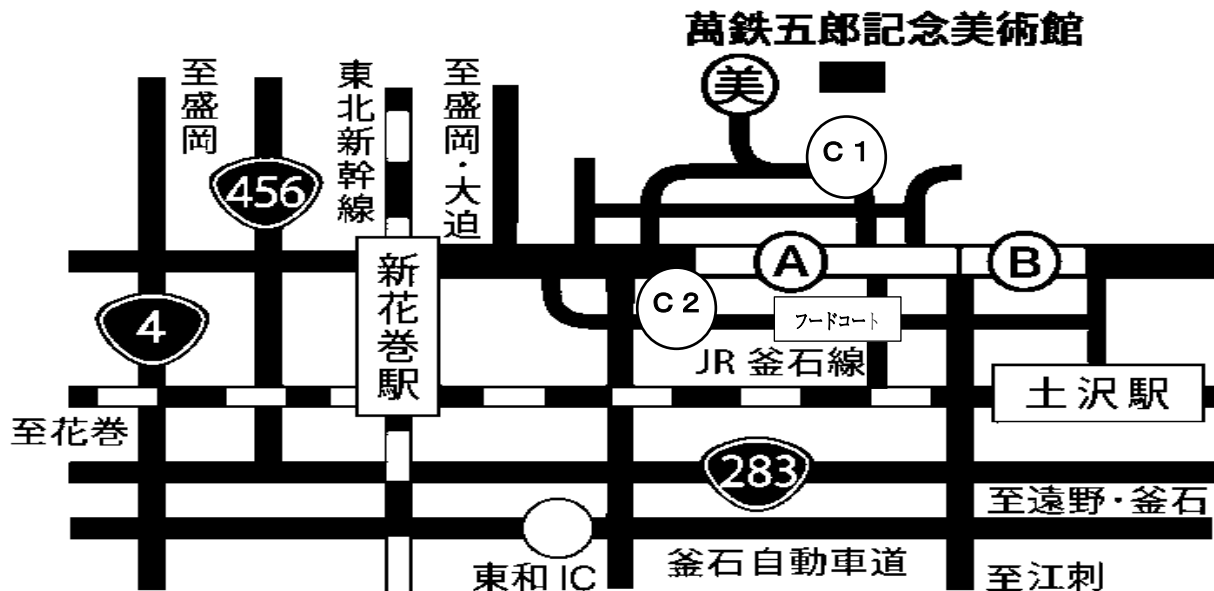 萬鉄五郎記念美術館
美
至盛岡
東北新幹線
至盛岡・大迫
C 1
456
A
B
新花巻駅
C 2
4
フードコート
JR 釜石線
土沢駅
至花巻
283
至遠野・釜石
東和 IC
釜石自動車道
至江刺